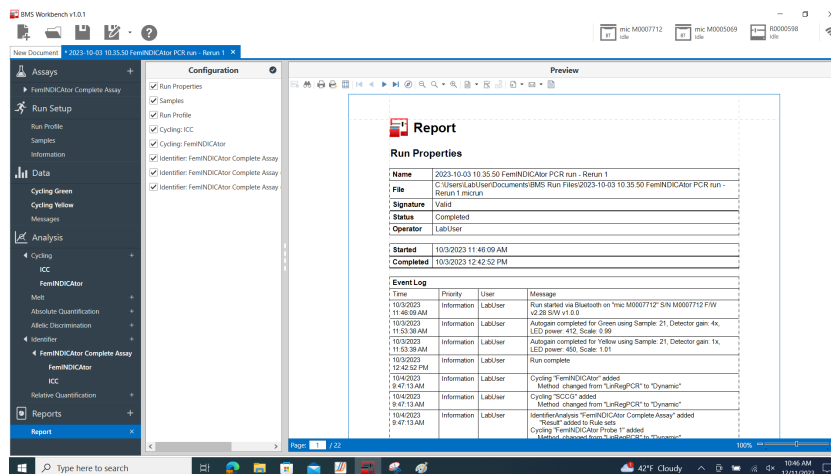 BMS Workbench v1.0.1
mic M0007712
Idle
mic M0005069
Idle
R0000598
Idle
New Document
* 2023-10-03 10.35.50 FemINDICAtor PCR run - Rerun 1 ×
Assays +
FemINDICAtor Complete Assay
Run Setup
Run Profile
Samples
Information
Data
Cycling Green
Cycling Yellow
Messages
Analysis
Cycling +
ICC
FemINDICAtor
Melt +
Absolute Quantification +
Allelic Discrimination +
Identifier +
FemINDICAtor Complete Assay
FemINDICAtor
ICC
Relative Quantification +
Reports +
Report ×
Configuration
Run Properties
Samples
Run Profile
Cycling: ICC
Cycling: FemINDICAtor
Identifier: FemINDICAtor Complete Assay
Identifier: FemINDICAtor Complete Assay
Identifier: FemINDICAtor Complete Assay
Preview
Report
Run Properties
Name 2023-10-03 10.35.50 FemINDICAtor PCR run - Rerun 1
File C:\Users\LabUser\Documents\BMS Run Files\2023-10-03 10.35.50 FemINDICAtor PCR run -
Rerun 1.micrun
Signature Valid
Status Completed
Operator LabUser
Started 10/3/2023 11:46:09 AM
Completed 10/3/2023 12:42:52 PM
Event Log
Time Priority User Message
10/3/2023 Information LabUser Run started via Bluetooth on "mic M0007712" S/N M0007712 F/W
11:46:09 AM v2.28 S/W v1.0.0
10/3/2023 Information LabUser Autogain completed for Green using Sample: 21, Detector gain: 4x,
11:53:38 AM LED power: 412, Scale: 0.99
10/3/2023 Information LabUser Autogain completed for Yellow using Sample: 21, Detector gain: 1x,
11:53:39 AM LED power: 450, Scale: 1.01
10/3/2023 Information LabUser Run complete
12:42:52 PM
10/4/2023 Information LabUser Cycling "FemINDICAtor" added
9:47:13 AM Method changed from "LinRegPCR" to "Dynamic"
10/4/2023 Information LabUser Cycling "SCCG" added
9:47:13 AM Method changed from "LinRegPCR" to "Dynamic"
10/4/2023 Information LabUser IdentifierAnalysis "FemINDICAtor Complete Assay" added
9:47:13 AM "Result" added to Rule sets
Cycling "FemINDICAtor Probe 1" added
Method changed from "LinRegPCR" to "Dynamic"
Page: 1 / 22
100%
Type here to search
42°F Cloudy
10:46 AM
12/11/2023